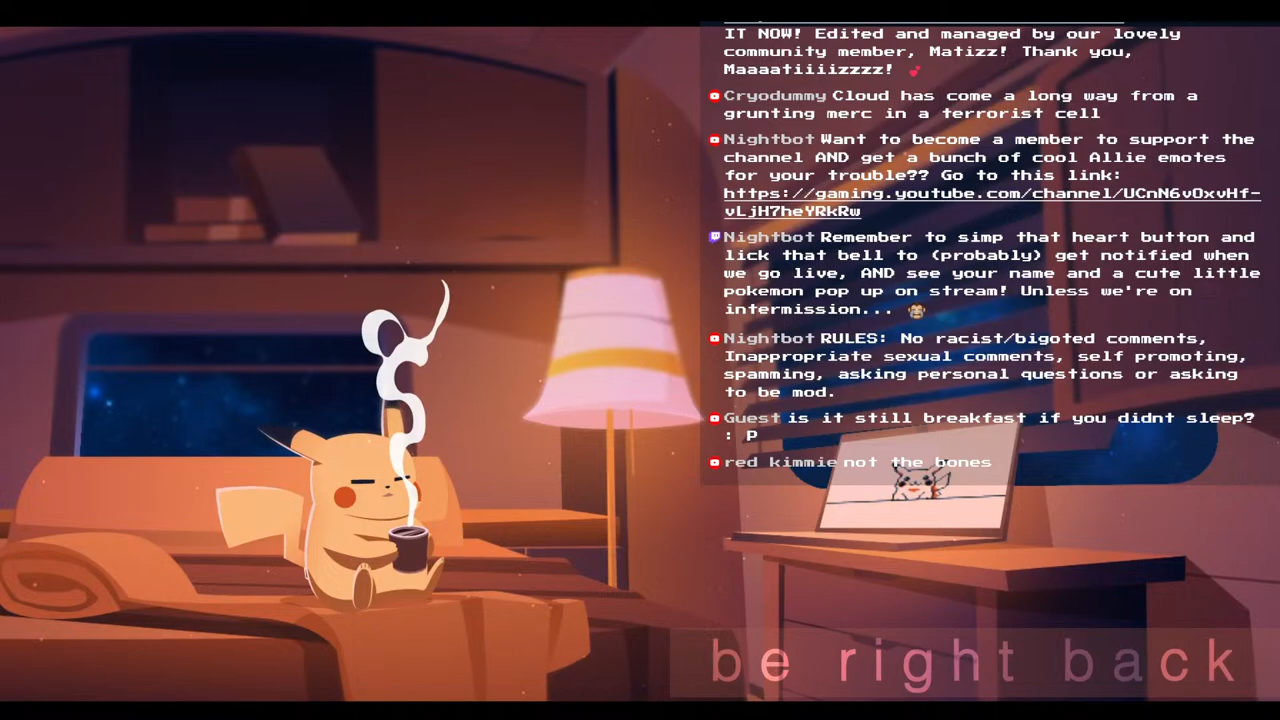 IT NOW! Edited and managed by our lovely
community member, Matizz! Thank you,
Maaaatiiiizzzz! 💕
Cryodummy Cloud has come a long way from a
grunting merc in a terrorist cell
Nightbot Want to become a member to support the
channel AND get a bunch of cool Allie emotes
for your trouble?? Go to this link:
https://gaming.youtube.com/channel/UCnN6vOxvHf-
vLjH7heYRkRw
Nightbot Remember to simp that heart button and
lick that bell to (probably) get notified when
we go live, AND see your name and a cute little
pokemon pop up on stream! Unless we're on
intermission... 🙊
Nightbot RULES: No racist/bigoted comments,
Inappropriate sexual comments, self promoting,
spamming, asking personal questions or asking
to be mod.
Guest is it still breakfast if you didnt sleep?
: P
red kimmie not the bones
be right back